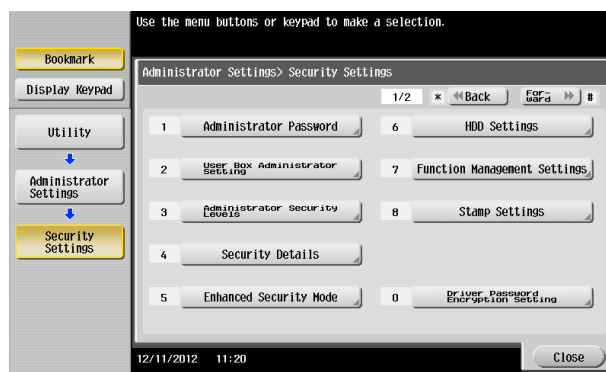 Use the menu buttons or keypad to make a selection.
Bookmark
Display Keypad
Utility
Administrator
Settings
Security
Settings
Administrator Settings> Security Settings
1/2 * Back For-
ward #
1 Administrator Password
2 User Box Administrator
Setting
3 Administrator Security
Levels
4 Security Details
5 Enhanced Security Mode
6 HDD Settings
7 Function Management Settings
8 Stamp Settings
0 Driver Password
Encryption Setting
12/11/2012 11:20
Close